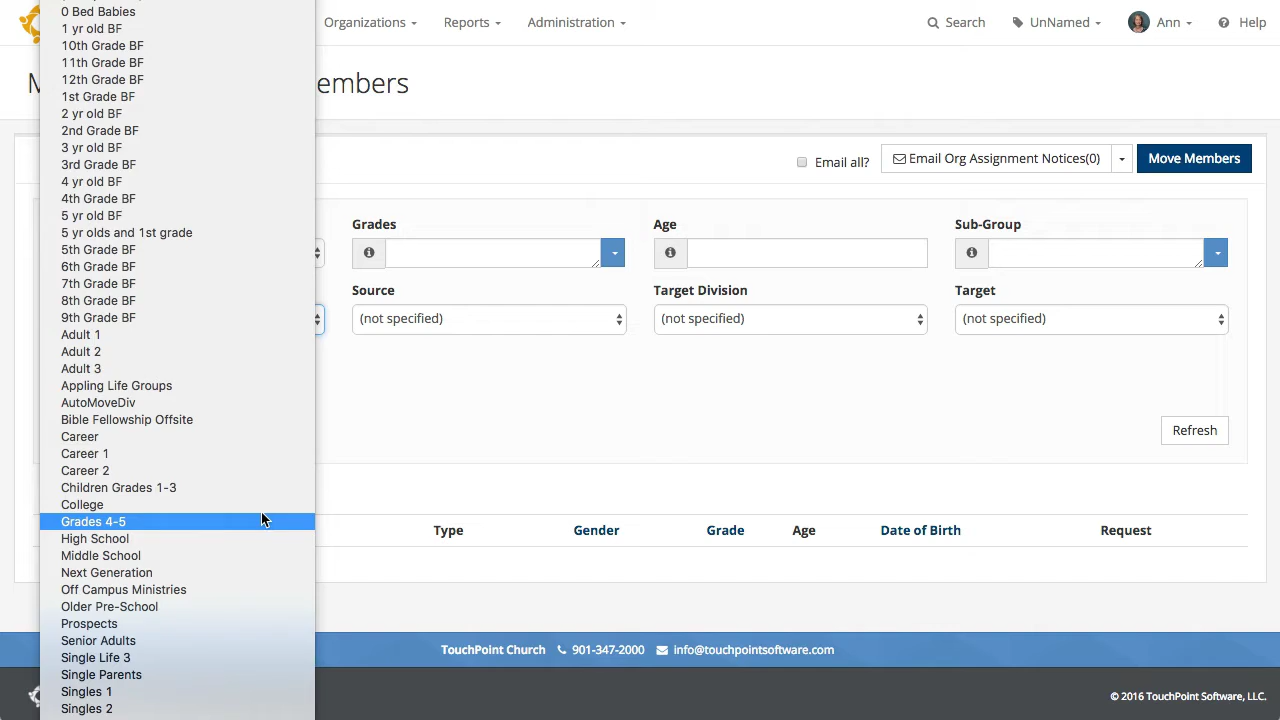 Organizations
Reports
Administration
Search
UnNamed
Ann
Help
M
embers
0 Bed Babies
1 yr old BF
10th Grade BF
11th Grade BF
12th Grade BF
1st Grade BF
2 yr old BF
2nd Grade BF
3 yr old BF
3rd Grade BF
4 yr old BF
4th Grade BF
5 yr old BF
5 yr olds and 1st grade
5th Grade BF
6th Grade BF
7th Grade BF
8th Grade BF
9th Grade BF
Adult 1
Adult 2
Adult 3
Appling Life Groups
AutoMoveDiv
Bible Fellowship Offsite
Career
Career 1
Career 2
Children Grades 1-3
College
Grades 4-5
High School
Middle School
Next Generation
Off Campus Ministries
Older Pre-School
Prospects
Senior Adults
Single Life 3
Single Parents
Singles 1
Singles 2
Email all?
Email Org Assignment Notices(0)
Move Members
Grades
Age
Sub-Group
Source
Target Division
Target
(not specified)
(not specified)
(not specified)
Refresh
Type
Gender
Grade
Age
Date of Birth
Request
TouchPoint Church 901-347-2000 info@touchpointsoftware.com
© 2016 TouchPoint Software, LLC.